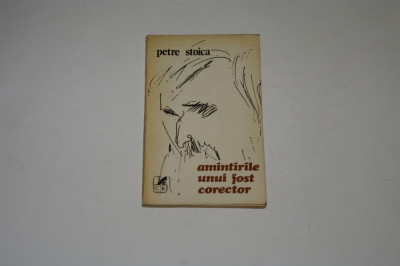 petre stoica
amintirile
unui fost
corector